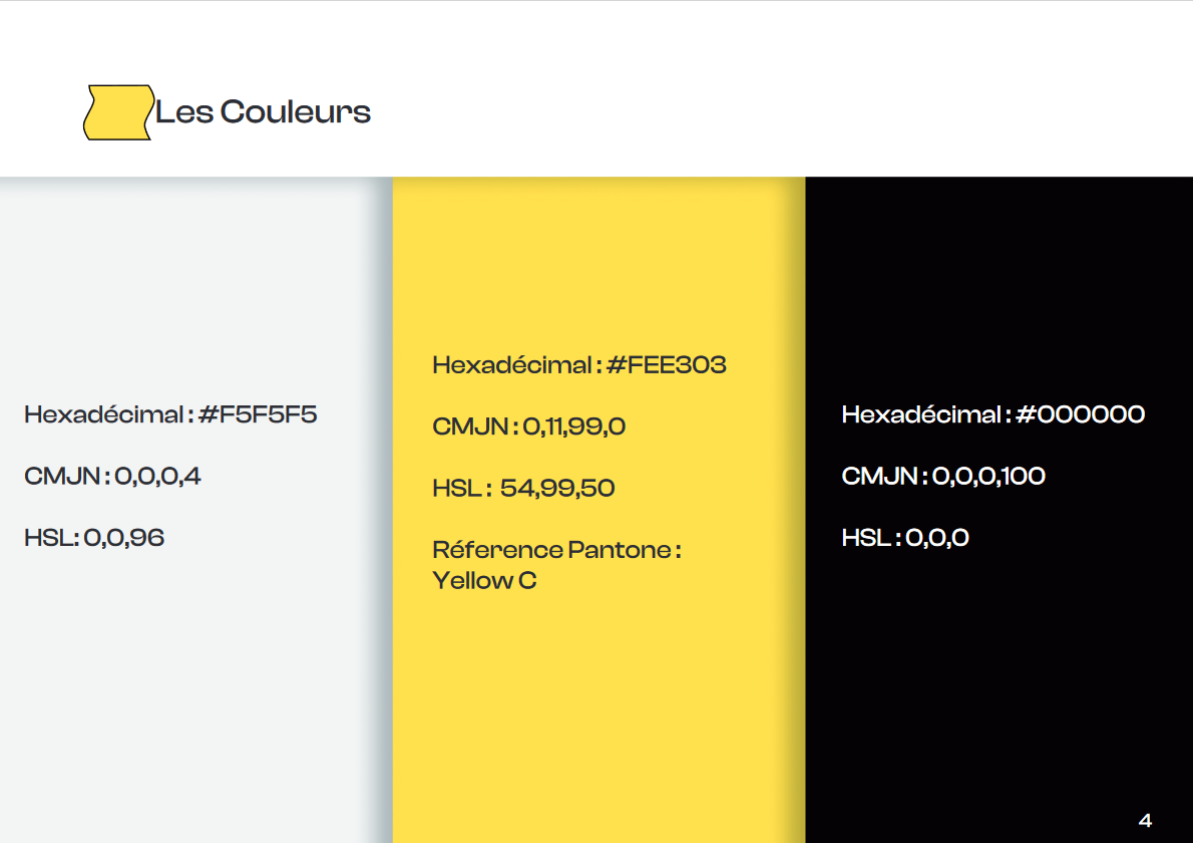 Les Couleurs
Hexadécimal : #F5F5F5
CMJN : 0,0,0,4
HSL: 0,0,96
Hexadécimal : #FEE303
CMJN : 0,11,99,0
HSL : 54,99,50
Réference Pantone :
Yellow C
Hexadécimal : #000000
CMJN : 0,0,0,100
HSL : 0,0,0
4